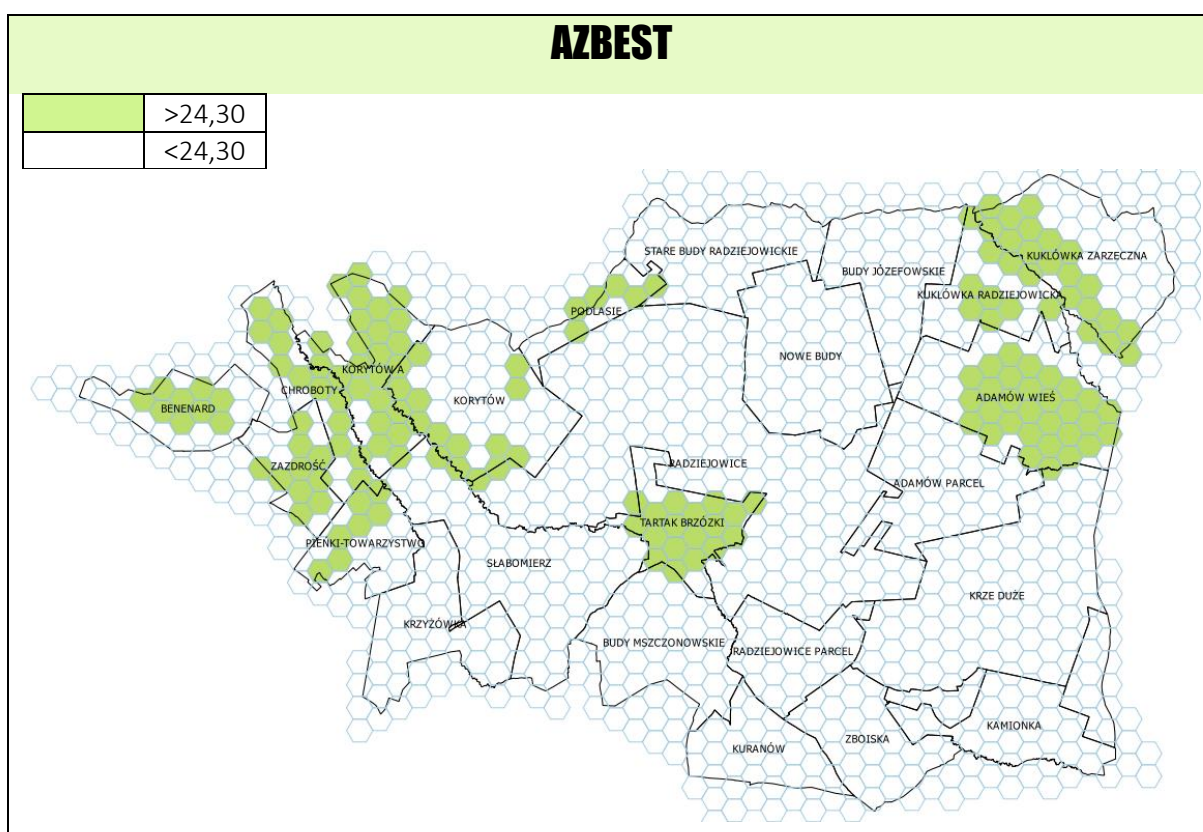 AZBEST
>24,30
<24,30
STARE BUDY RADZIEJOWICKIE
KUKLÓWKA ZARZECZNA
BUDY JÓZEFOWSKIE
KUKLÓWKA RADZIEJOWICKA
PODLASIE
NOWE BUDY
KORYTÓW A
CHROBOTY
KORYTÓW
ADAMÓW WIEŚ
BENENARD
ZAZDROŚĆ
RADZIEJOWICE
ADAMÓW PARCEL
TARTAK BRZÓZKI
PIEŃKI-TOWARZYSTWO
SŁABOMIERZ
KRZE DUŻE
KRZYŻÓWKA
BUDY MSZCZONOWSKIE
RADZIEJOWICE PARCEL
KAMIONKA
ZBOISKA
KURANÓW